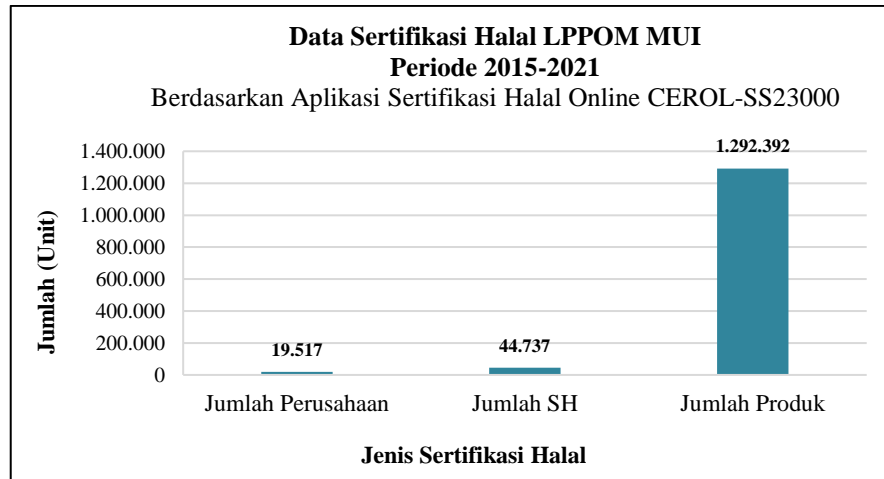 Data Sertifikasi Halal LPPOM MUI
Periode 2015-2021
Berdasarkan Aplikasi Sertifikasi Halal Online CEROL-SS23000
Jumlah (Unit)
1.400.000
1.200.000
1.000.000
800.000
600.000
400.000
200.000
0
19.517
44.737
1.292.392
Jumlah Perusahaan
Jumlah SH
Jumlah Produk
Jenis Sertifikasi Halal